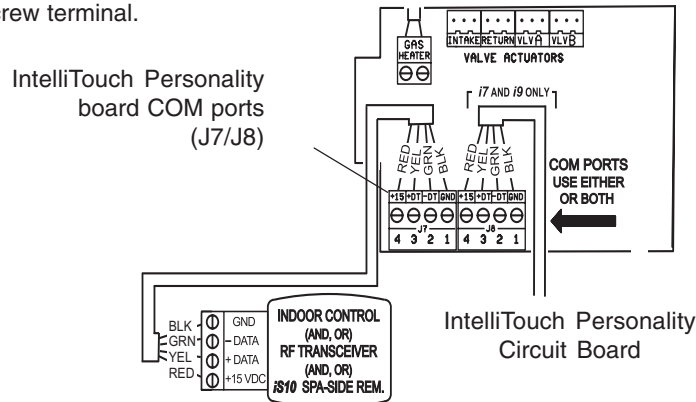 crew terminal.
GAS
HEATER
INTAKE RETURN VLVA VLVB
VALVE ACTUATORS
IntelliTouch Personality
board COM ports
(J7/J8)
i7 AND i9 ONLY
RED YEL GRN BLK RED YEL GRN BLK
COM PORTS
USE EITHER
OR BOTH
+15 +DT -DT GND +15 +DT -DT GND
J7 J8
4 3 2 1 4 3 2 1
BLK GND
GRN – DATA
YEL + DATA
RED +15 VDC
INDOOR CONTROL
(AND, OR)
RF TRANSCEIVER
(AND, OR)
iS10 SPA-SIDE REM.
IntelliTouch Personality
Circuit Board